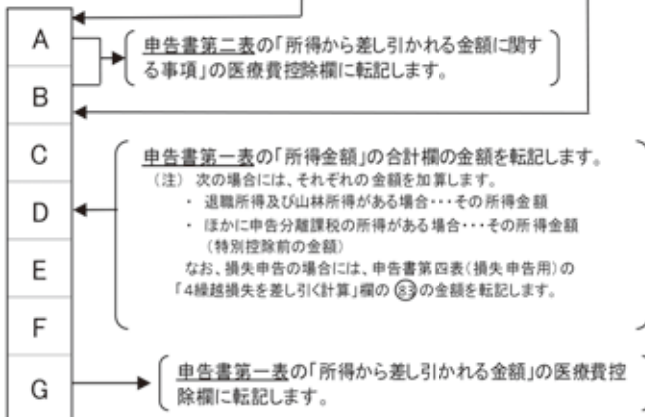 A
申告書第二表の「所得から差し引かれる金額に関す
る事項」の医療費控除欄に転記します。
B
C
申告書第一表の「所得金額」の合計欄の金額を転記します。
（注） 次の場合には、それぞれの金額を加算します。
・ 退職所得及び山林所得がある場合・・・その所得金額
D
・ ほかに申告分離課税の所得がある場合・・・その所得金額
（特別控除前の金額）
E
なお、損失申告の場合には、申告書第四表（損失申告用）の
「4繰越損失を差し引く計算」欄の㊈の金額を転記します。
F
G
申告書第一表の「所得から差し引かれる金額」の医療費控
除欄に転記します。